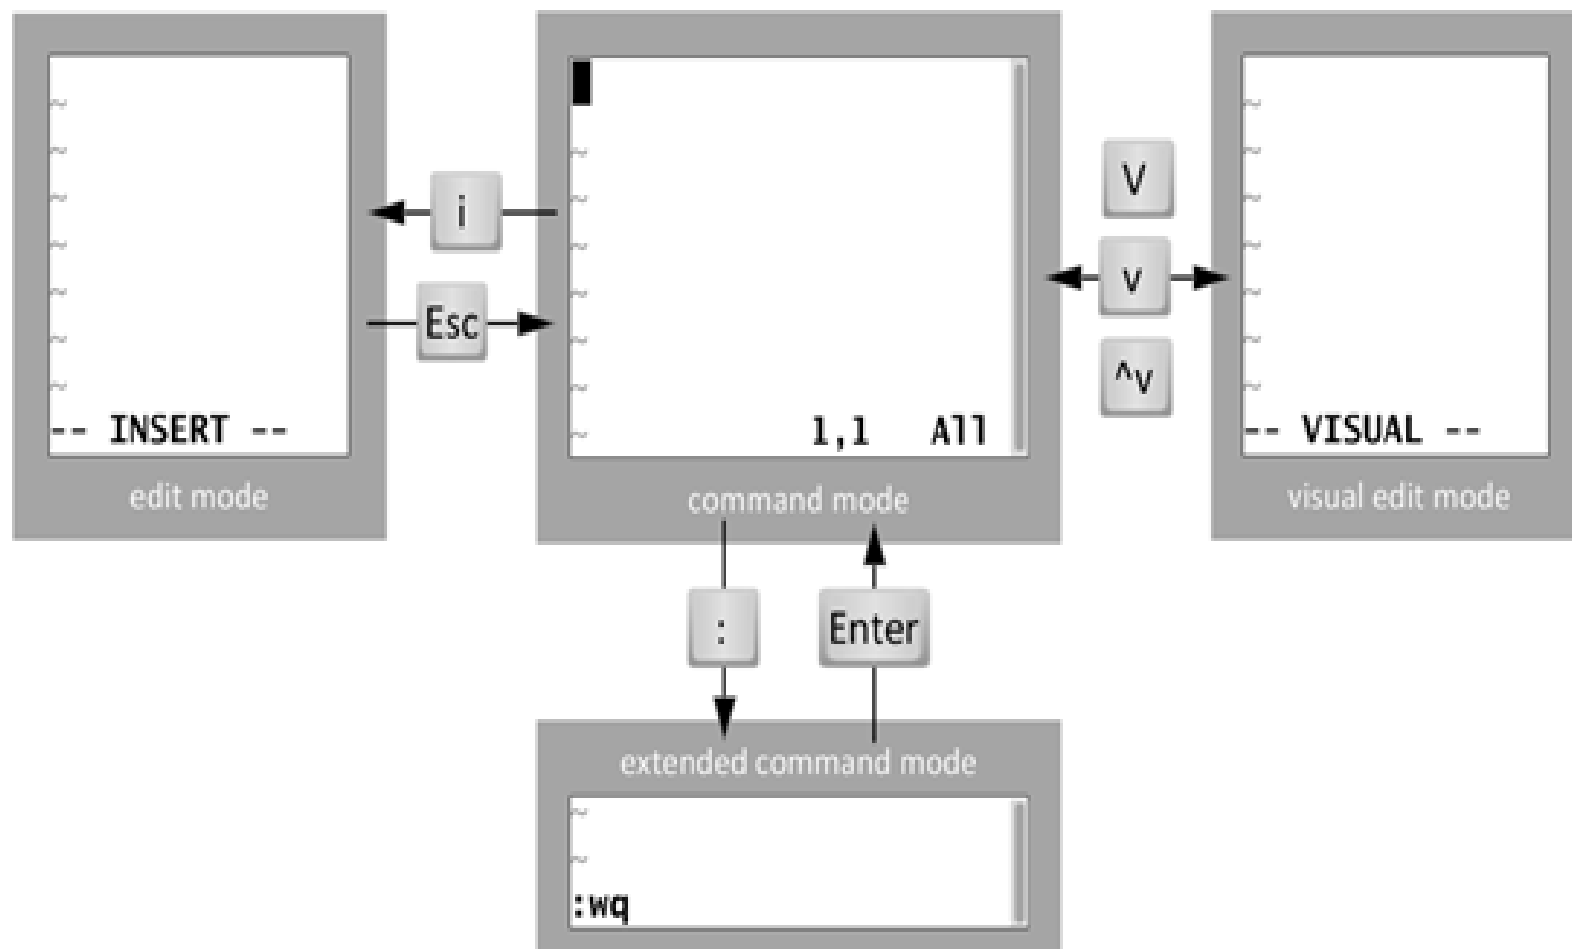 -- INSERT --
edit mode
i
Esc
1,1 All
command mode
V
v
^v
-- VISUAL --
visual edit mode
:
Enter
extended command mode
:wq